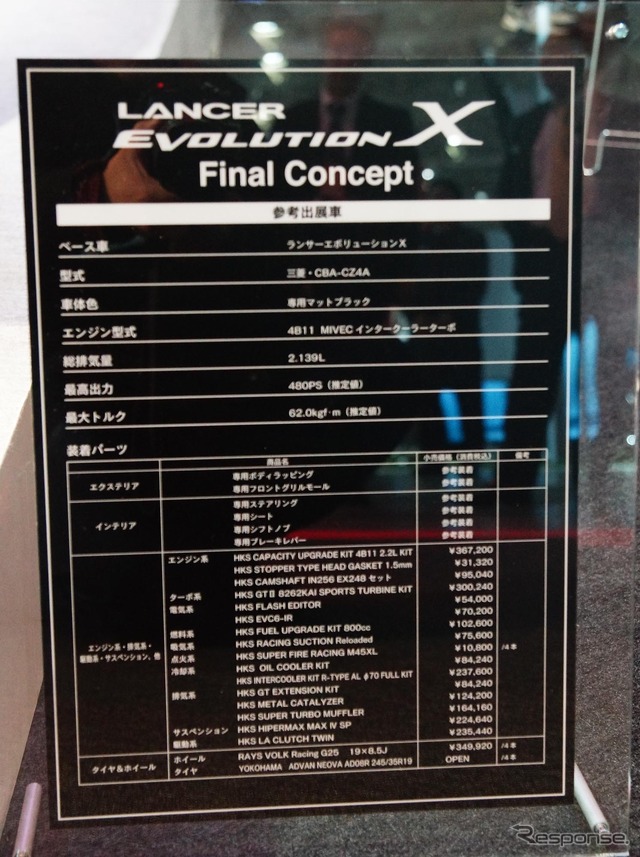 LANCER
EVOLUTION X
Final Concept
参考出展車
ベース車 ランサーエボリューションX
型式 三菱・CBA-CZ4A
車体色 専用マットブラック
エンジン型式 4B11 MIVEC インタークーラーターボ
総排気量 2.139L
最高出力 480PS（推定値）
最大トルク 62.0kgf・m（推定値）
装着パーツ
商品名 小売価格（消費税込）備考
エクステリア 専用ボディラッピング 参考装着
専用フロントグリルモール 参考装着
インテリア 専用ステアリング 参考装着
専用シート 参考装着
専用シフトノブ 参考装着
専用ブレーキレバー 参考装着
エンジン系・排気系・
駆動系・サスペンション、他
エンジン系 HKS CAPACITY UPGRADE KIT 4B11 2.2L KIT ¥367,200
HKS STOPPER TYPE HEAD GASKET 1.5mm ¥31,320
HKS CAMSHAFT IN256 EX248 セット ¥95,040
ターボ系 HKS GTⅡ 8262KAI SPORTS TURBINE KIT ¥300,240
電気系 HKS FLASH EDITOR ¥54,000
HKS EVC6-IR ¥70,200
燃料系 HKS FUEL UPGRADE KIT 800cc ¥102,600
吸気系 HKS RACING SUCTION Reloaded ¥75,600
点火系 HKS SUPER FIRE RACING M45XL ¥10,800 /4本
冷却系 HKS OIL COOLER KIT ¥84,240
HKS INTERCOOLER KIT R-TYPE AL φ70 FULL KIT ¥237,600
排気系 HKS GT EXTENSION KIT ¥84,240
HKS METAL CATALYZER ¥124,200
HKS SUPER TURBO MUFFLER ¥164,160
サスペンション HKS HIPERMAX MAX Ⅳ SP ¥224,640
駆動系 HKS LA CLUTCH TWIN ¥235,440
タイヤ&ホイール ホイール RAYS VOLK Racing G25 19×8.5J ¥349,920 /4本
タイヤ YOKOHAMA ADVAN NEOVA AD08R 245/35R19 OPEN /4本
Response.